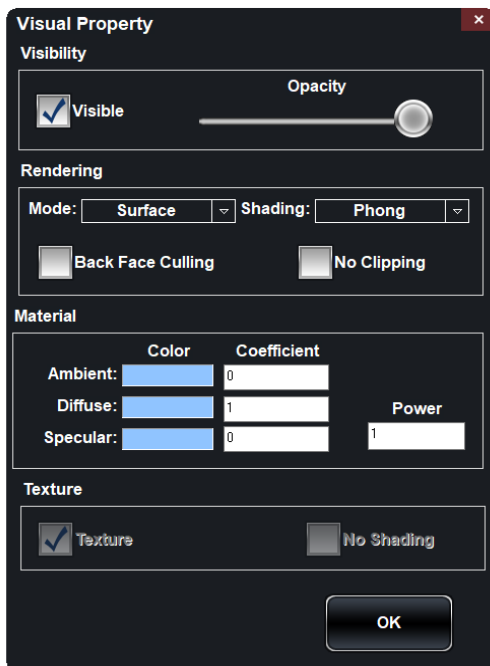 Visual Property
Visibility
Opacity
Visible
Rendering
Mode: Surface Shading: Phong
Back Face Culling No Clipping
Material
Color Coefficient
Ambient: 0
Diffuse: 1
Power
Specular: 0 1
Texture
Texture No Shading
OK